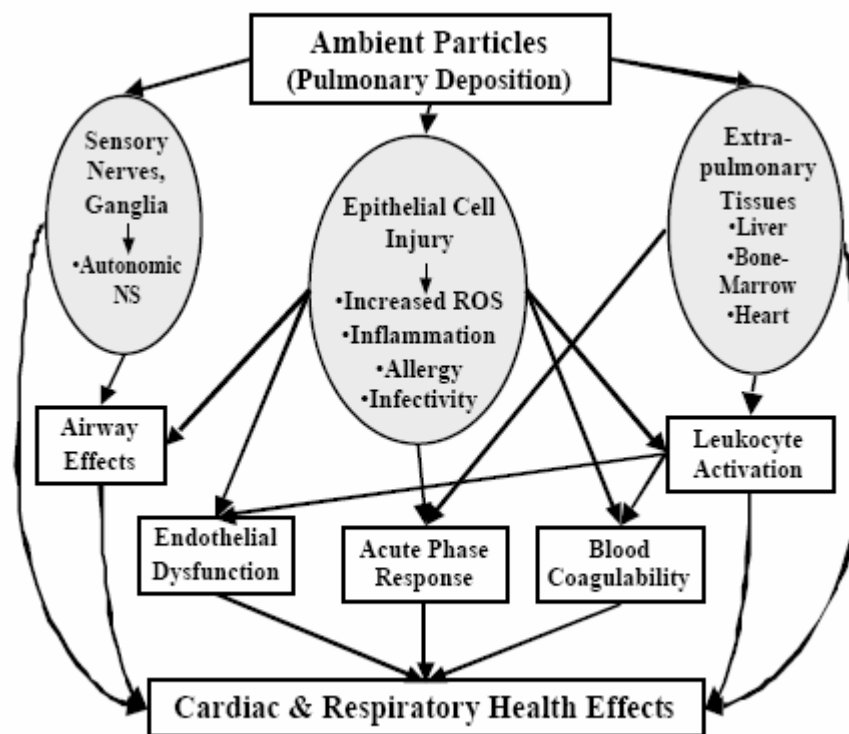 Ambient Particles
(Pulmonary Deposition)
Sensory
Nerves,
Ganglia
•Autonomic
NS
Epithelial Cell
Injury
•Increased ROS
•Inflammation
•Allergy
•Infectivity
Extra-
pulmonary
Tissues
•Liver
•Bone-
Marrow
•Heart
Airway
Effects
Leukocyte
Activation
Endothelial
Dysfunction
Acute Phase
Response
Blood
Coagulability
Cardiac & Respiratory Health Effects